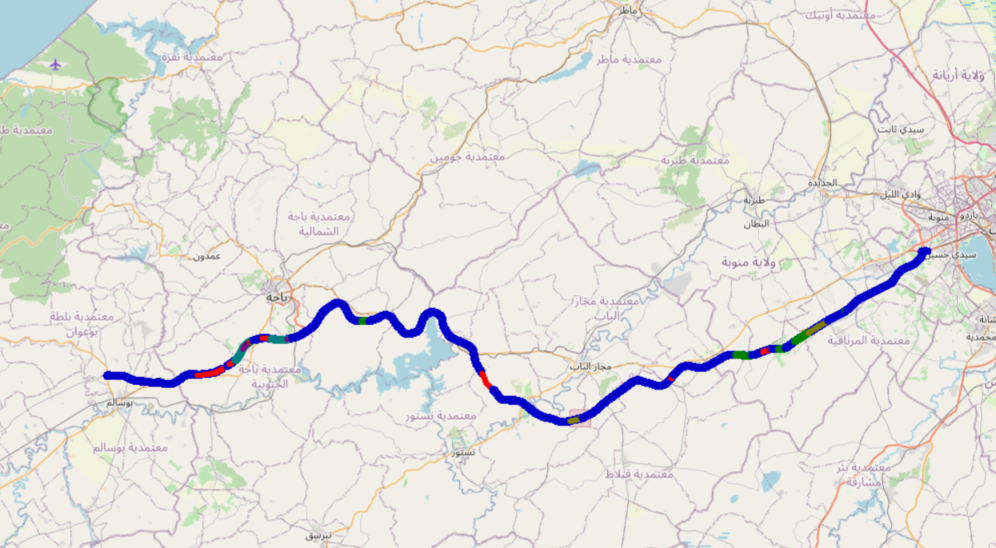 ماطر
معتمدية أوتيك
معتمدية نفزة
معتمدية ماطر
ولاية أريانة
سيدي ثابت
معتمدية جومين
معتمدية طبربة
الجديدة
وادي الليل
طبربة
منوبة
باردو
البطان
معتمدية باجة
الشمالية
عمدون
سيدي حسين
ولاية منوبة
باجة
معتمدية مجاز
الباب
معتمدية بلطة
بوعوان
معتمدية المرناقية
المحمدية
مجاز الباب
معتمدية باجة
الجنوبية
بوسالم
معتمدية تستور
معتمدية بوسالم
تستور
معتمدية قبلاط
معتمدية بئر
مشارقة
تبرسق